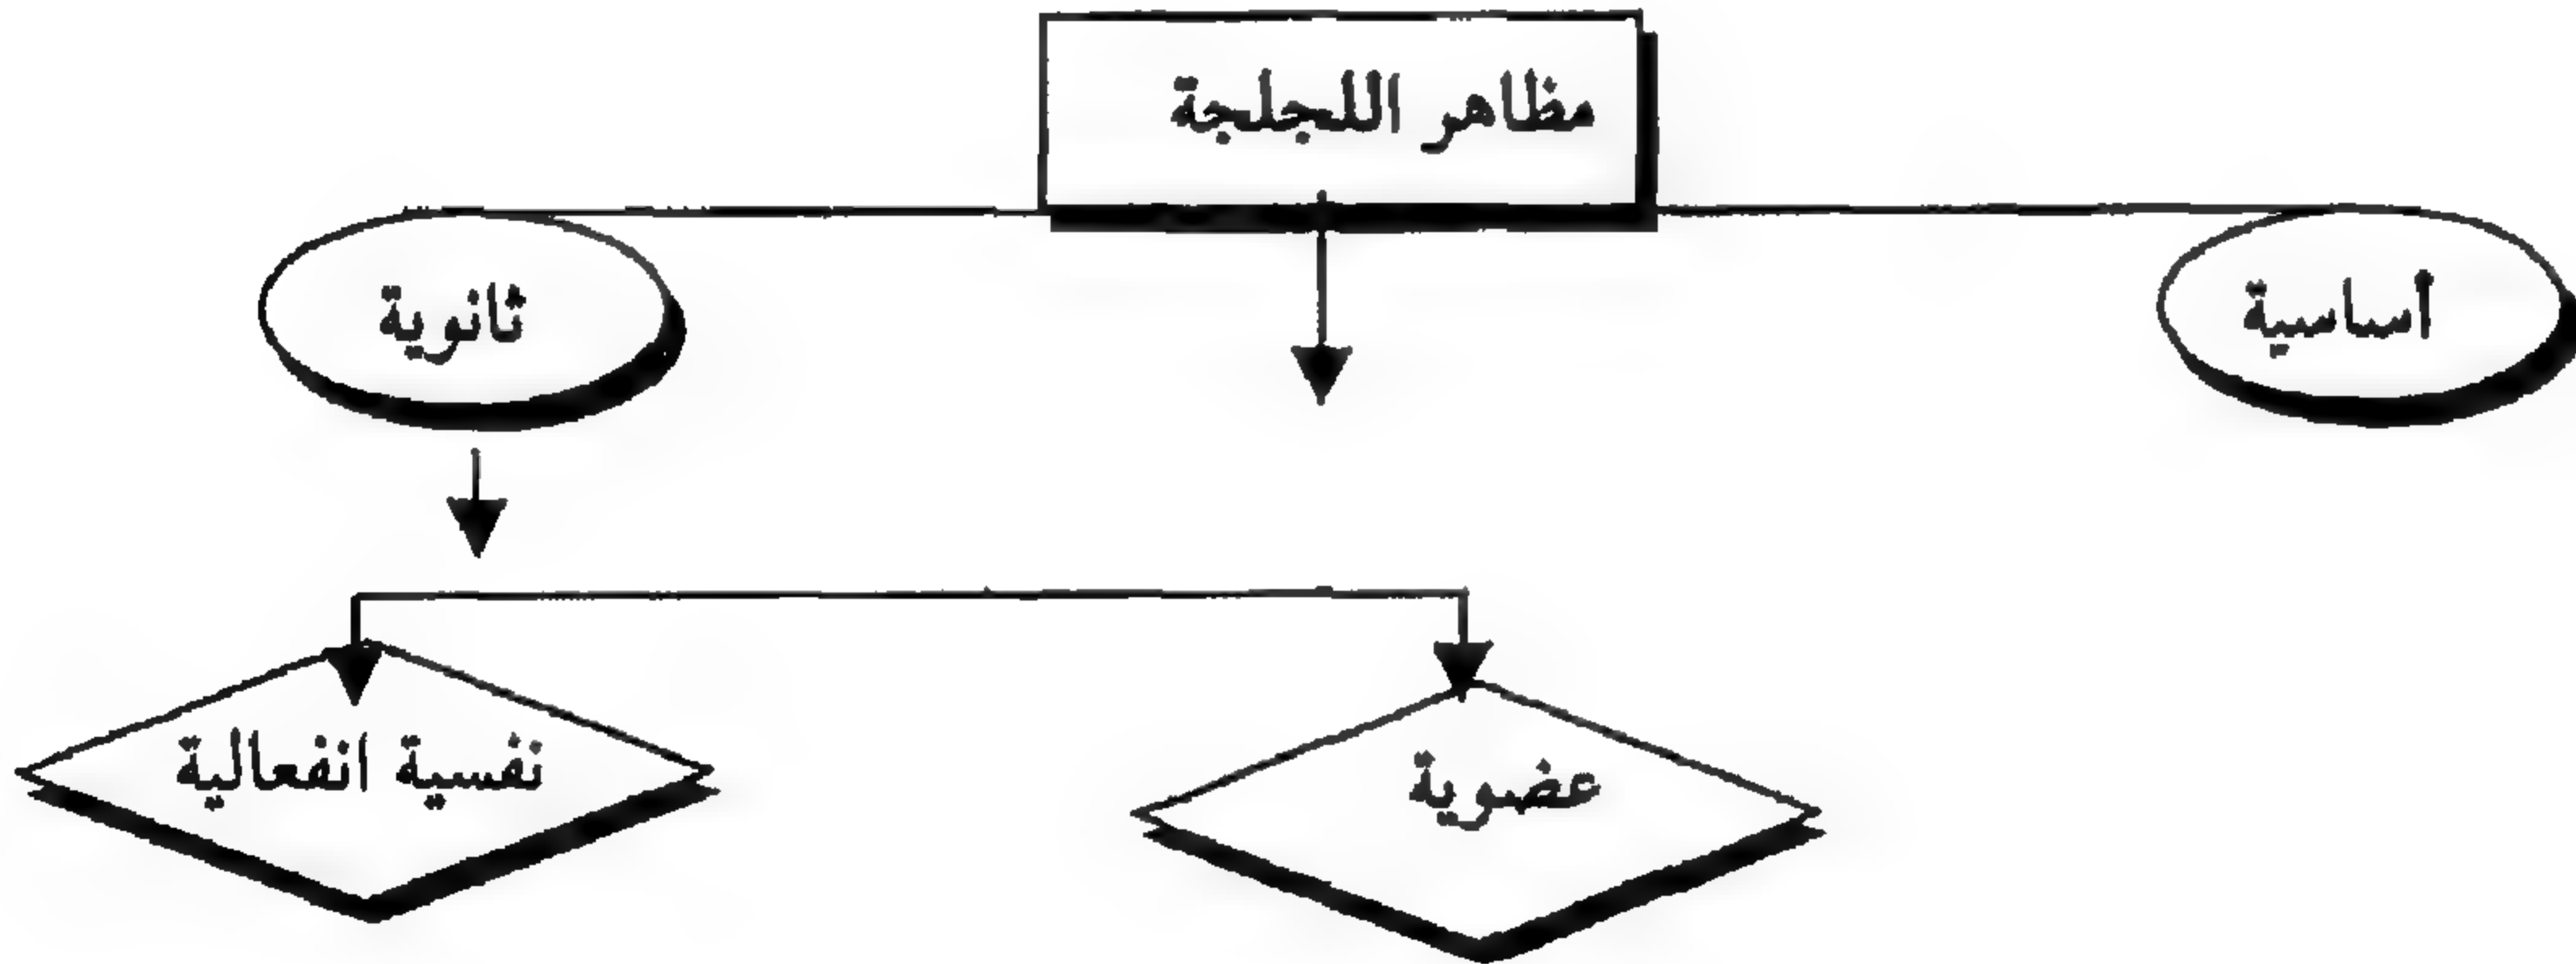 مظاهر اللجلجة
أساسية
ثانوية
عضوية
نفسية انفعالية